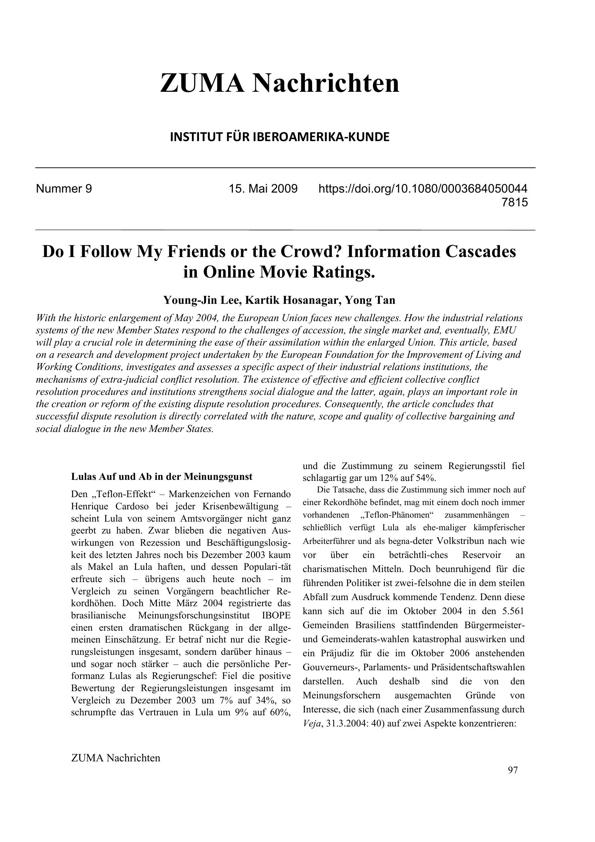 ZUMA Nachrichten
INSTITUT FÜR IBEROAMERIKA-KUNDE
Nummer 9 15. Mai 2009 https://doi.org/10.1080/0003684050044
7815
Do I Follow My Friends or the Crowd? Information Cascades
in Online Movie Ratings.
Young-Jin Lee, Kartik Hosanagar, Yong Tan
With the historic enlargement of May 2004, the European Union faces new challenges. How the industrial relations
systems of the new Member States respond to the challenges of accession, the single market and, eventually, EMU
will play a crucial role in determining the ease of their assimilation within the enlarged Union. This article, based
on a research and development project undertaken by the European Foundation for the Improvement of Living and
Working Conditions, investigates and assesses a specific aspect of their industrial relations institutions, the
mechanisms of extra-judicial conflict resolution. The existence of effective and efficient collective conflict
resolution procedures and institutions strengthens social dialogue and the latter, again, plays an important role in
the creation or reform of the existing dispute resolution procedures. Consequently, the article concludes that
successful dispute resolution is directly correlated with the nature, scope and quality of collective bargaining and
social dialogue in the new Member States.
Lulas Auf und Ab in der Meinungsgunst
Den „Teflon-Effekt“ – Markenzeichen von Fernando
Henrique Cardoso bei jeder Krisenbewältigung –
scheint Lula von seinem Amtsvorgänger nicht ganz
geerbt zu haben. Zwar blieben die negativen Aus-
wirkungen von Rezession und Beschäftigungslosig-
keit des letzten Jahres noch bis Dezember 2003 kaum
als Makel an Lula haften, und dessen Populari-tät
erfreute sich – übrigens auch heute noch – im
Vergleich zu seinen Vorgängern beachtlicher Re-
kordhöhen. Doch Mitte März 2004 registrierte das
brasilianische Meinungsforschungsinstitut IBOPE
einen ersten dramatischen Rückgang in der allge-
meinen Einschätzung. Er betraf nicht nur die Regie-
rungsleistungen insgesamt, sondern darüber hinaus –
und sogar noch stärker – auch die persönliche Per-
formanz Lulas als Regierungschef: Fiel die positive
Bewertung der Regierungsleistungen insgesamt im
Vergleich zu Dezember 2003 um 7% auf 34%, so
schrumpfte das Vertrauen in Lula um 9% auf 60%,
und die Zustimmung zu seinem Regierungsstil fiel
schlagartig gar um 12% auf 54%.
Die Tatsache, dass die Zustimmung sich immer noch auf
einer Rekordhöhe befindet, mag mit einem doch noch immer
vorhandenen „Teflon-Phänomen“ zusammenhängen –
schließlich verfügt Lula als ehe-maliger kämpferischer
Arbeiterführer und als begna-deter Volkstribun nach wie
vor über ein beträchtli-ches Reservoir an
charismatischen Mitteln. Doch beunruhigend für die
führenden Politiker ist zwei-felsohne die in dem steilen
Abfall zum Ausdruck kommende Tendenz. Denn diese
kann sich auf die im Oktober 2004 in den 5.561
Gemeinden Brasiliens stattfindenden Bürgermeister-
und Gemeinderats-wahlen katastrophal auswirken und
ein Präjudiz für die im Oktober 2006 anstehenden
Gouverneurs-, Parlaments- und Präsidentschaftswahlen
darstellen. Auch deshalb sind die von den
Meinungsforschern ausgemachten Gründe von
Interesse, die sich (nach einer Zusammenfassung durch
Veja, 31.3.2004: 40) auf zwei Aspekte konzentrieren:
ZUMA Nachrichten
97